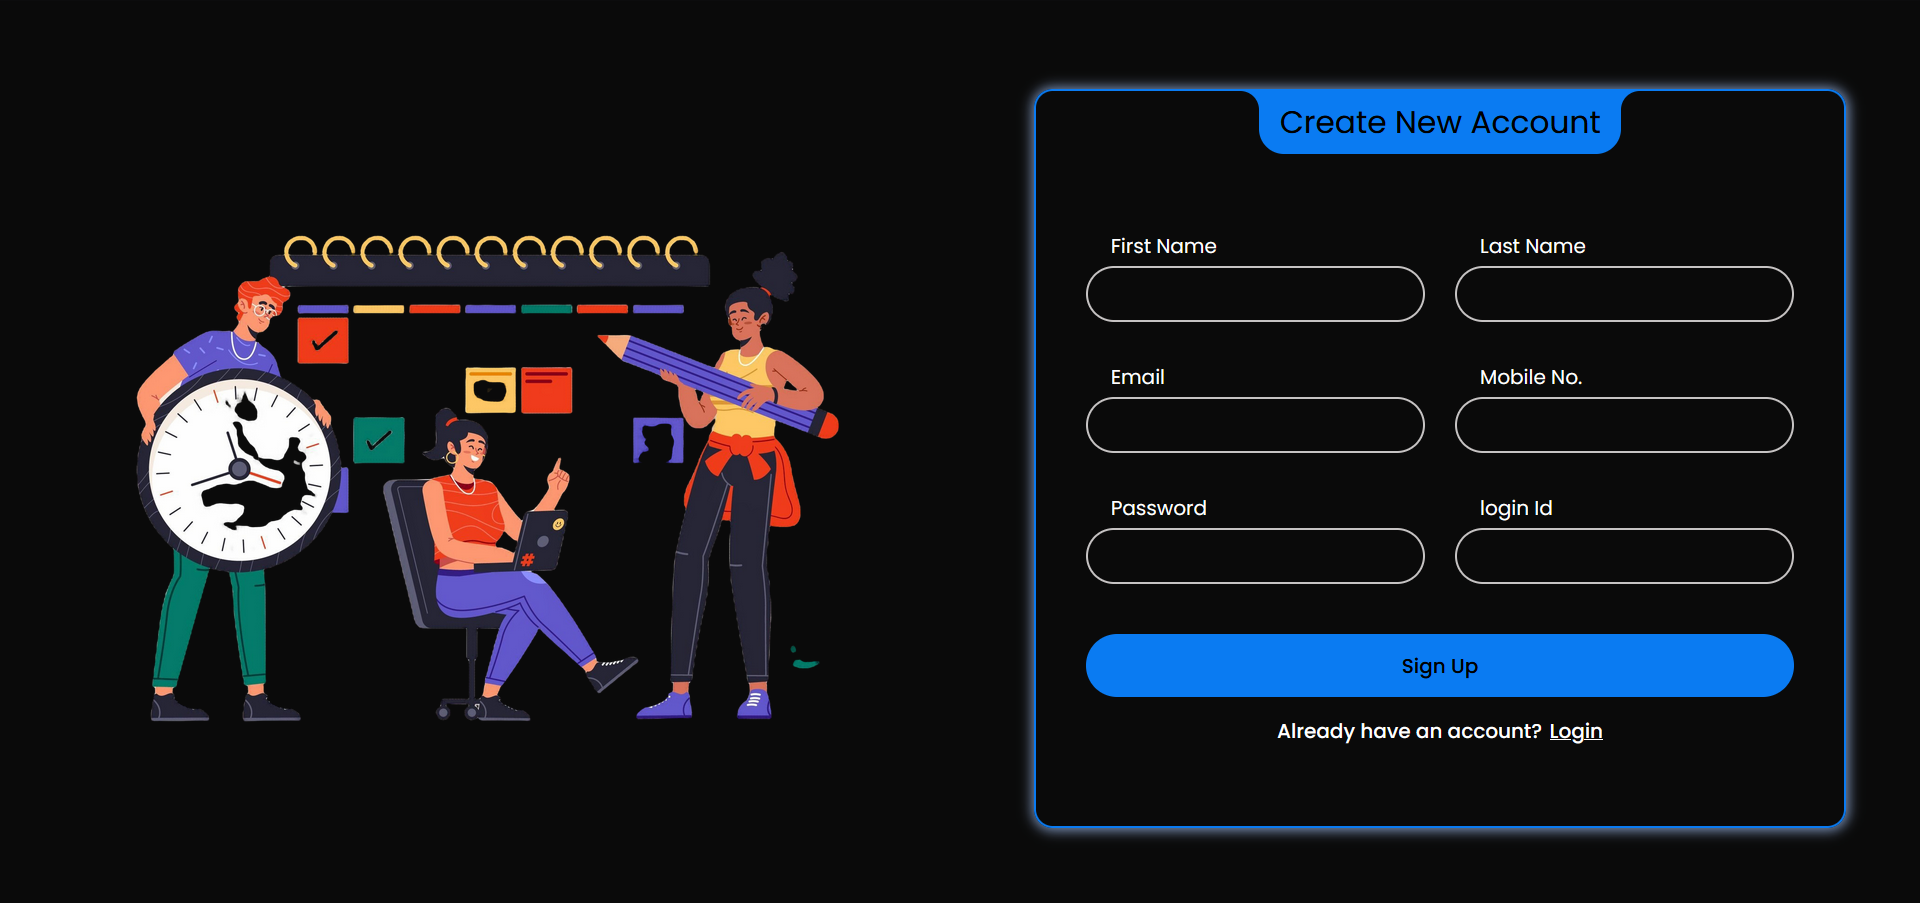 Create New Account
First Name
Last Name
Email
Mobile No.
Password
login Id
Sign Up
Already have an account? Login
#